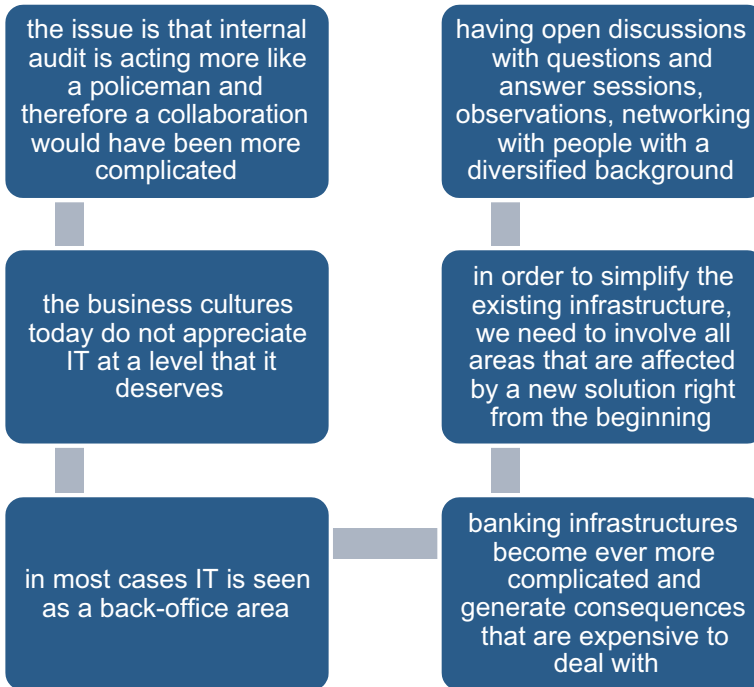 the issue is that internal
audit is acting more like
a policeman and
therefore a collaboration
would have been more
complicated
the business cultures
today do not appreciate
IT at a level that it
deserves
in most cases IT is seen
as a back-office area
banking infrastructures
become ever more
complicated and
generate consequences
that are expensive to
deal with
in order to simplify the
existing infrastructure,
we need to involve all
areas that are affected
by a new solution right
from the beginning
having open discussions
with questions and
answer sessions,
observations, networking
with people with a
diversified background